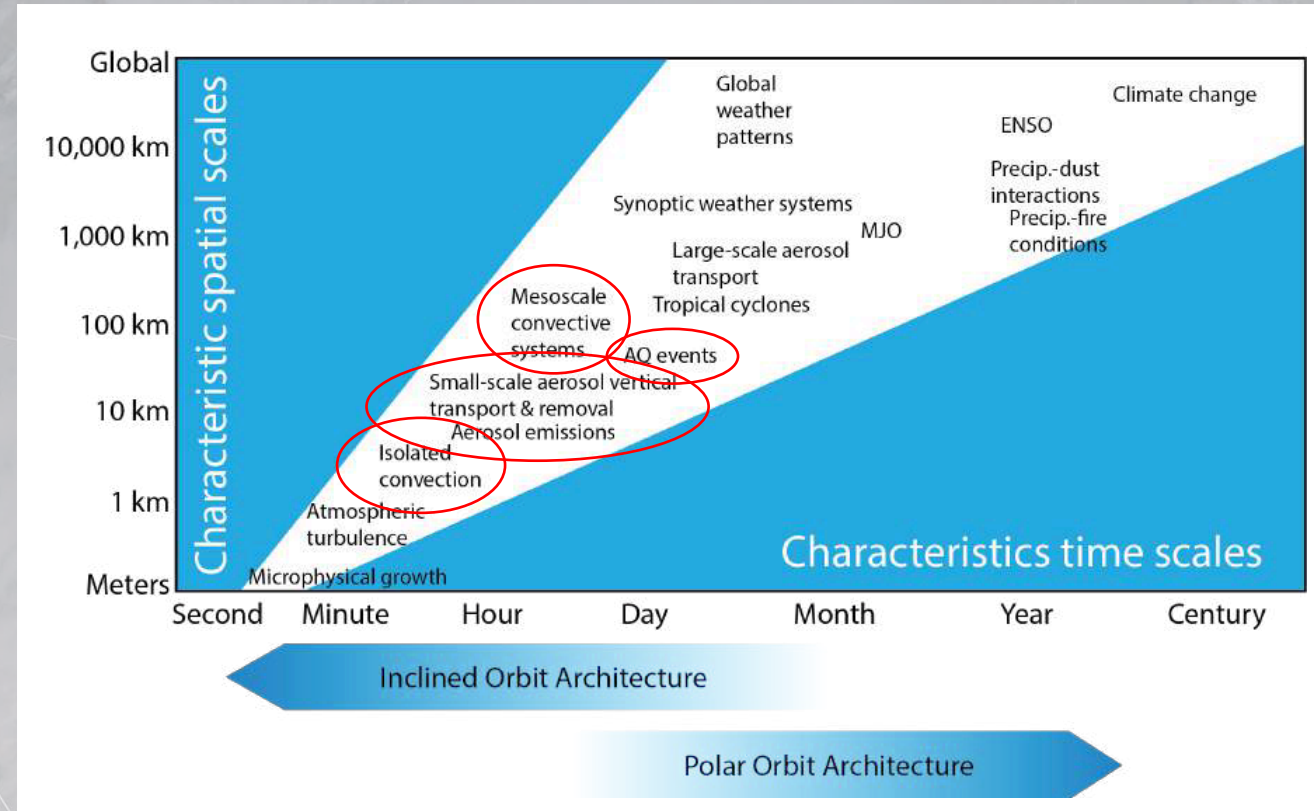 Global
10,000 km
1,000 km
100 km
10 km
1 km
Meters
Characteristic spatial scales
Global
weather
patterns
Climate change
ENSO
Precip.-dust
interactions
Precip.-fire
conditions
Synoptic weather systems
MJO
Large-scale aerosol
transport
Tropical cyclones
Mesoscale
convective
systems
AQ events
Small-scale aerosol vertical
transport & removal
Aerosol emissions
Isolated
convection
Atmospheric
turbulence
Microphysical growth
Characteristics time scales
Second
Minute
Hour
Day
Month
Year
Century
Inclined Orbit Architecture
Polar Orbit Architecture